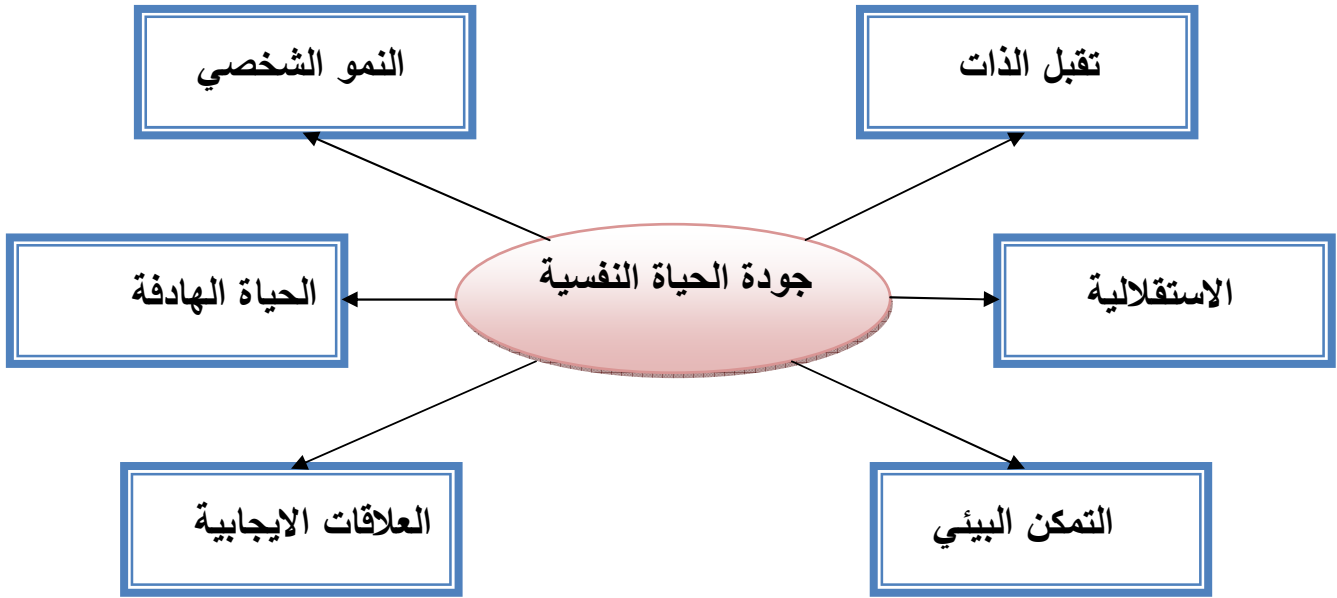 تقبل الذات
النمو الشخصي
جودة الحياة النفسية
الاستقلالية
الحياة الهادفة
التمكن البيئي
العلاقات الايجابية